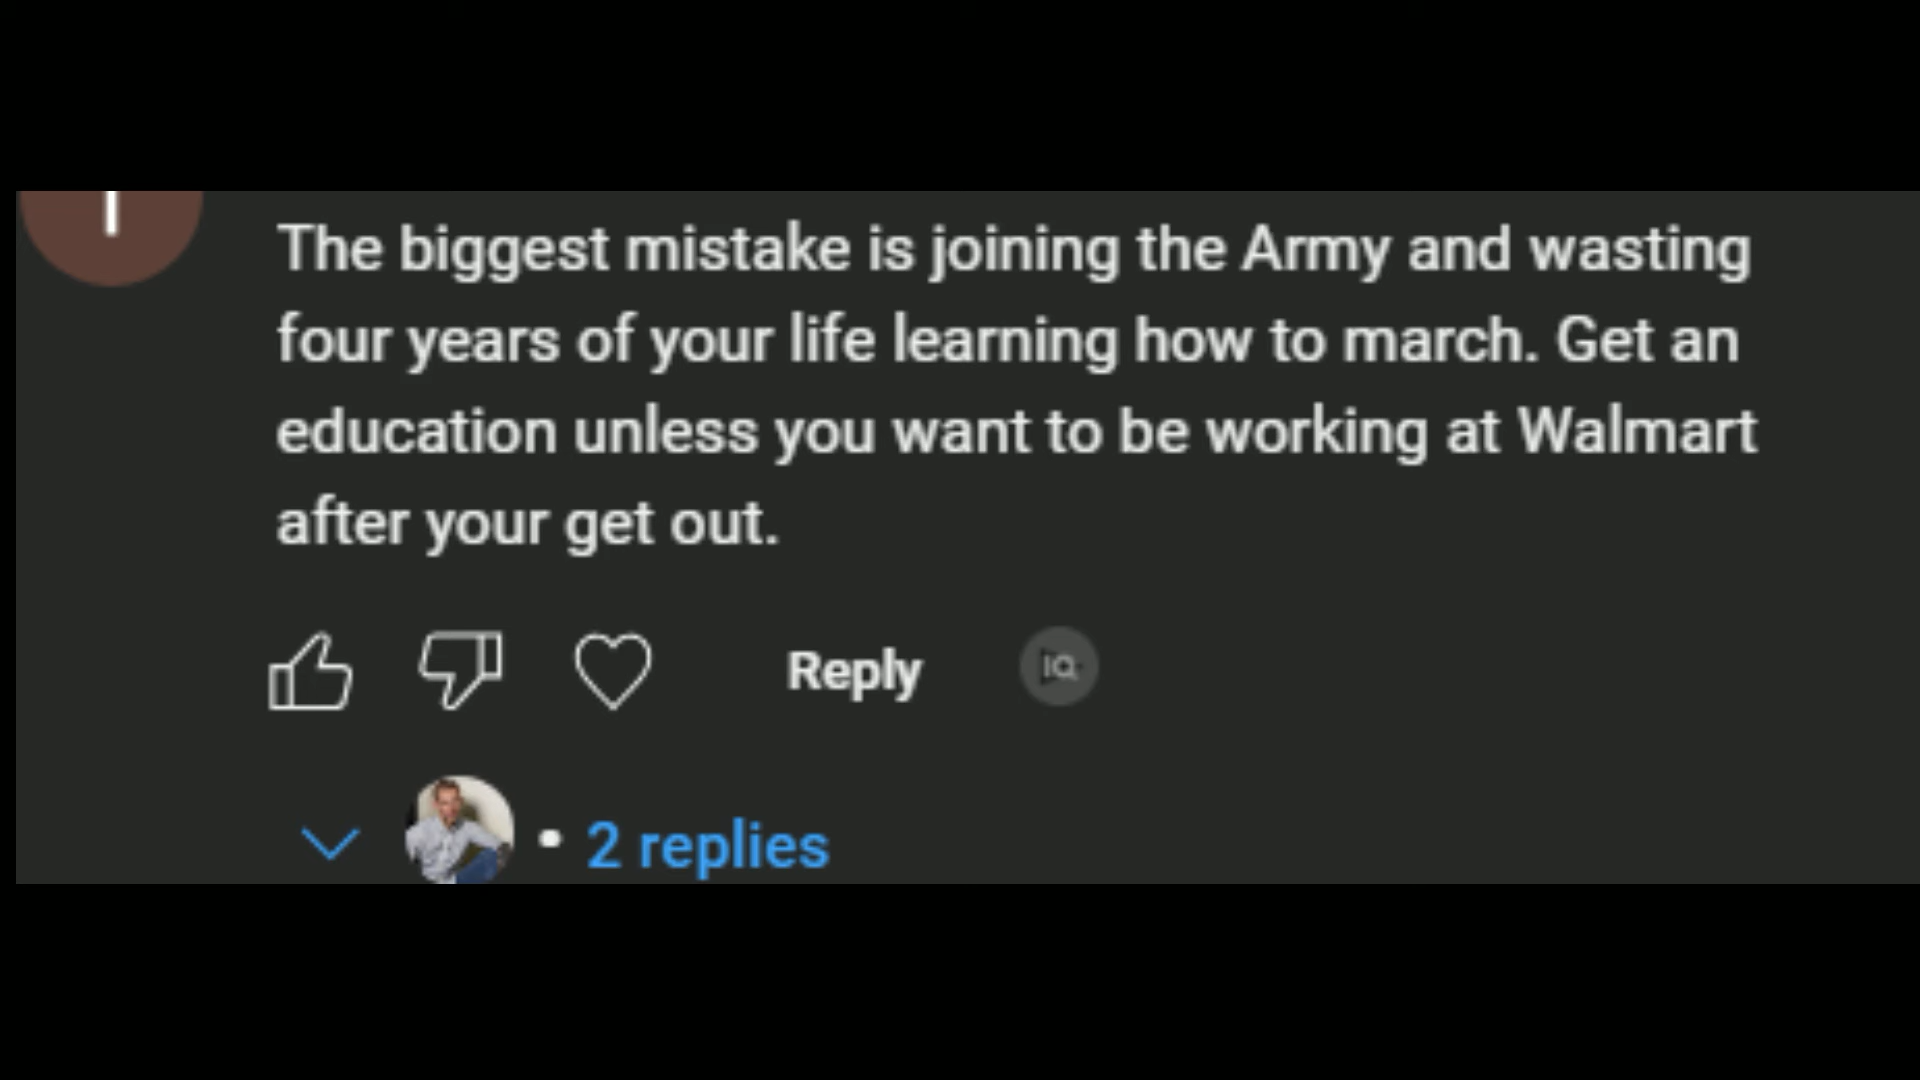 The biggest mistake is joining the Army and wasting
four years of your life learning how to march. Get an
education unless you want to be working at Walmart
after your get out.
Reply
IQ
2 replies